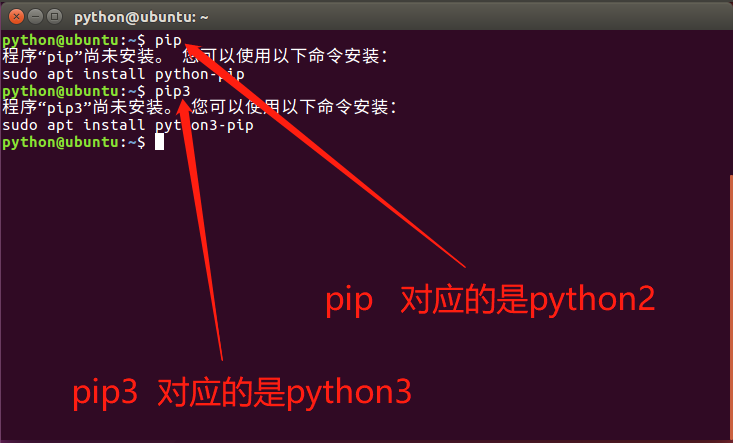 python@ubuntu: ~
python@ubuntu:~$ pip
程序“pip”尚未安装。 您可以使用以下命令安装：
sudo apt install python-pip
python@ubuntu:~$ pip3
程序“pip3”尚未安装。 您可以使用以下命令安装：
sudo apt install python3-pip
python@ubuntu:~$
pip 对应的是python2
pip3 对应的是python3